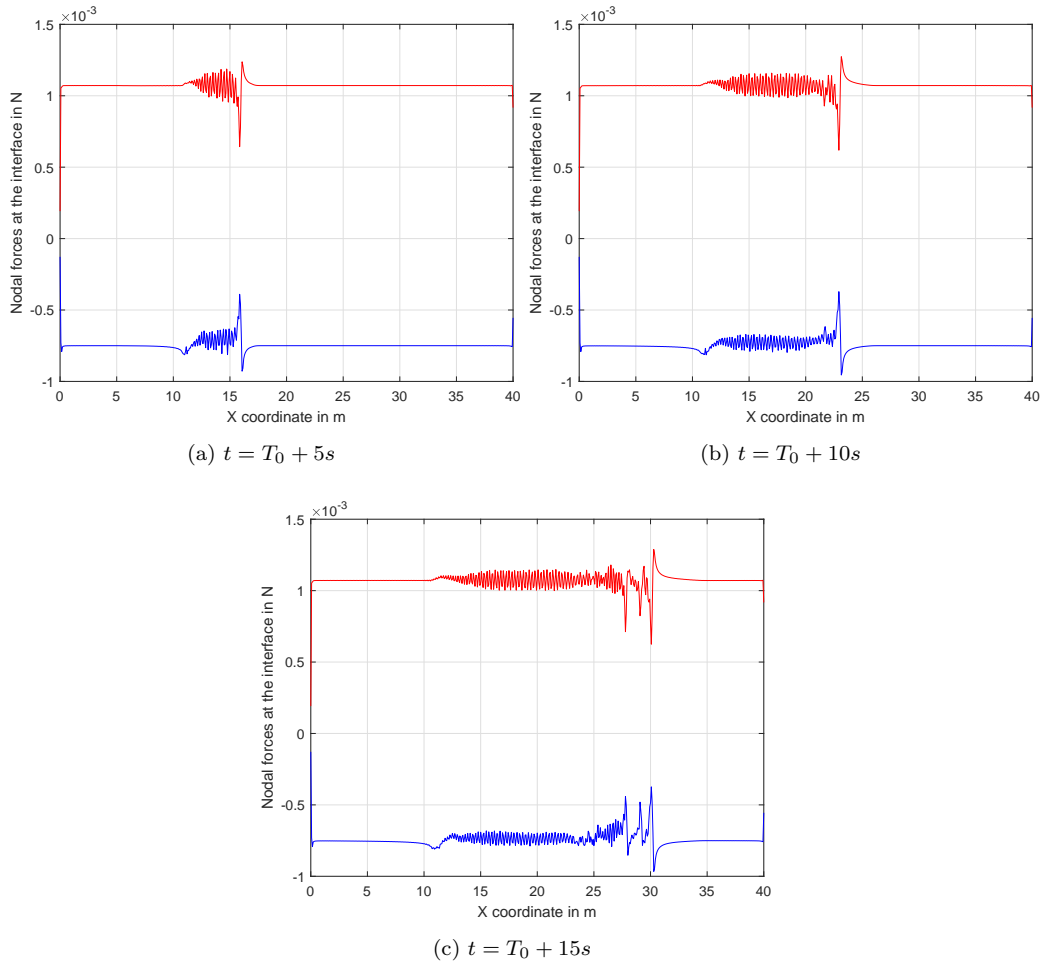 ×10⁻³
1.5
1
0.5
0
-0.5
-1
Nodal forces at the interface in N
0 5 10 15 20 25 30 35 40
X coordinate in m
(a) t = T₀ + 5s
×10⁻³
1.5
1
0.5
0
-0.5
-1
Nodal forces at the interface in N
0 5 10 15 20 25 30 35 40
X coordinate in m
(b) t = T₀ + 10s
×10⁻³
1.5
1
0.5
0
-0.5
-1
Nodal forces at the interface in N
0 5 10 15 20 25 30 35 40
X coordinate in m
(c) t = T₀ + 15s